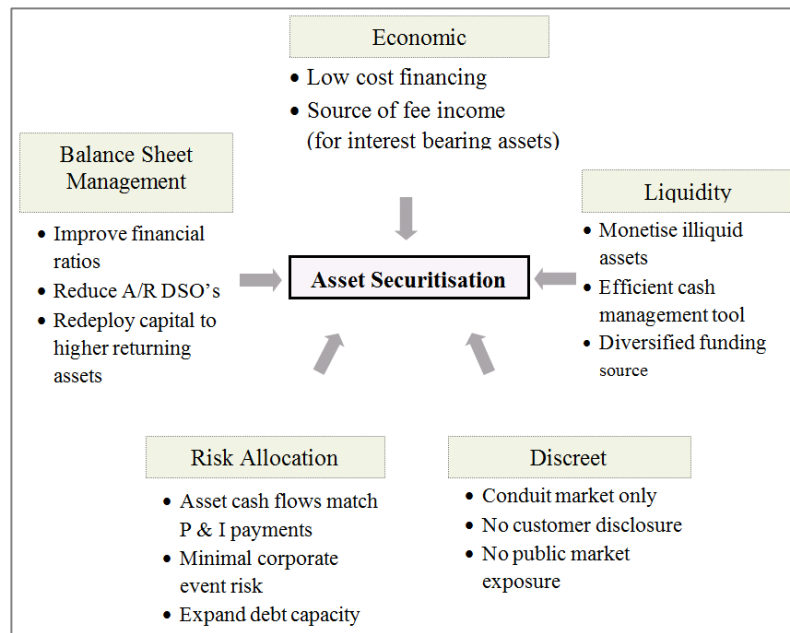 Economic
• Low cost financing
• Source of fee income
(for interest bearing assets)
Balance Sheet
Management
• Improve financial
ratios
• Reduce A/R DSO's
• Redeploy capital to
higher returning
assets
Asset Securitisation
Liquidity
• Monetise illiquid
assets
• Efficient cash
management tool
• Diversified funding
source
Risk Allocation
• Asset cash flows match
P & I payments
• Minimal corporate
event risk
• Expand debt capacity
Discreet
• Conduit market only
• No customer disclosure
• No public market
exposure